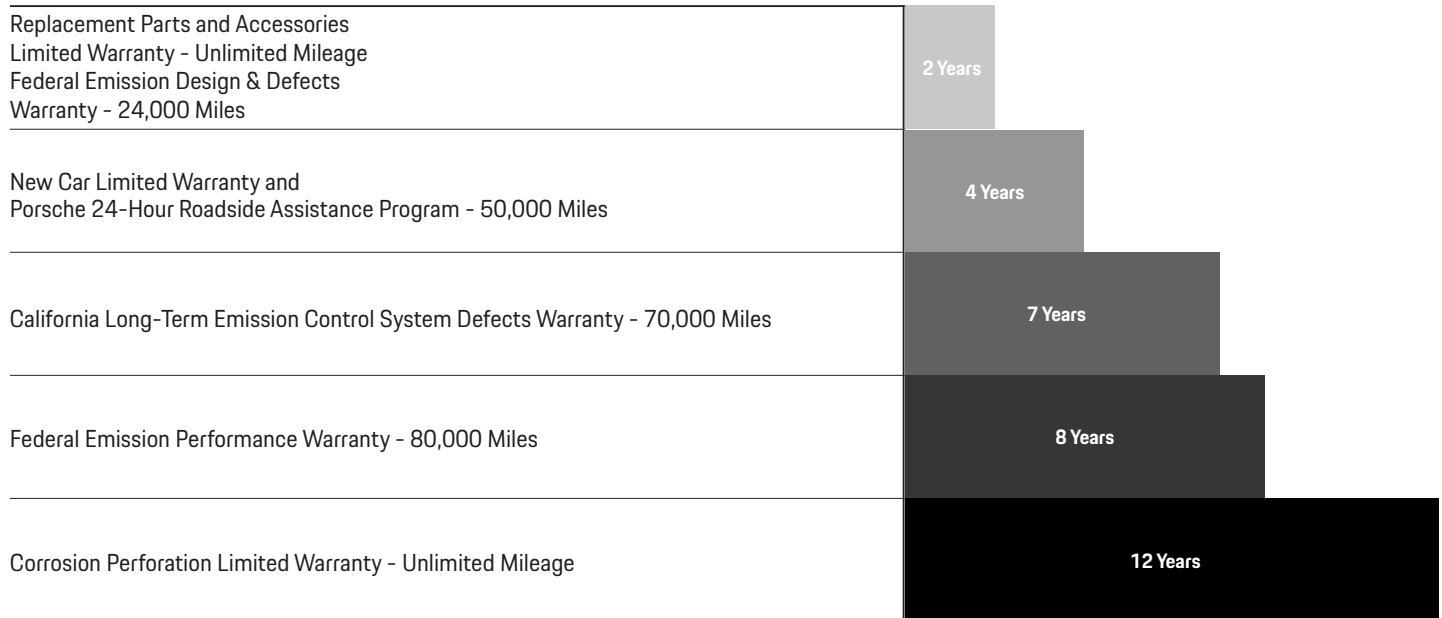 Replacement Parts and Accessories
Limited Warranty - Unlimited Mileage
Federal Emission Design & Defects
Warranty - 24,000 Miles
2 Years
New Car Limited Warranty and
Porsche 24-Hour Roadside Assistance Program - 50,000 Miles
4 Years
California Long-Term Emission Control System Defects Warranty - 70,000 Miles
7 Years
Federal Emission Performance Warranty - 80,000 Miles
8 Years
Corrosion Perforation Limited Warranty - Unlimited Mileage
12 Years